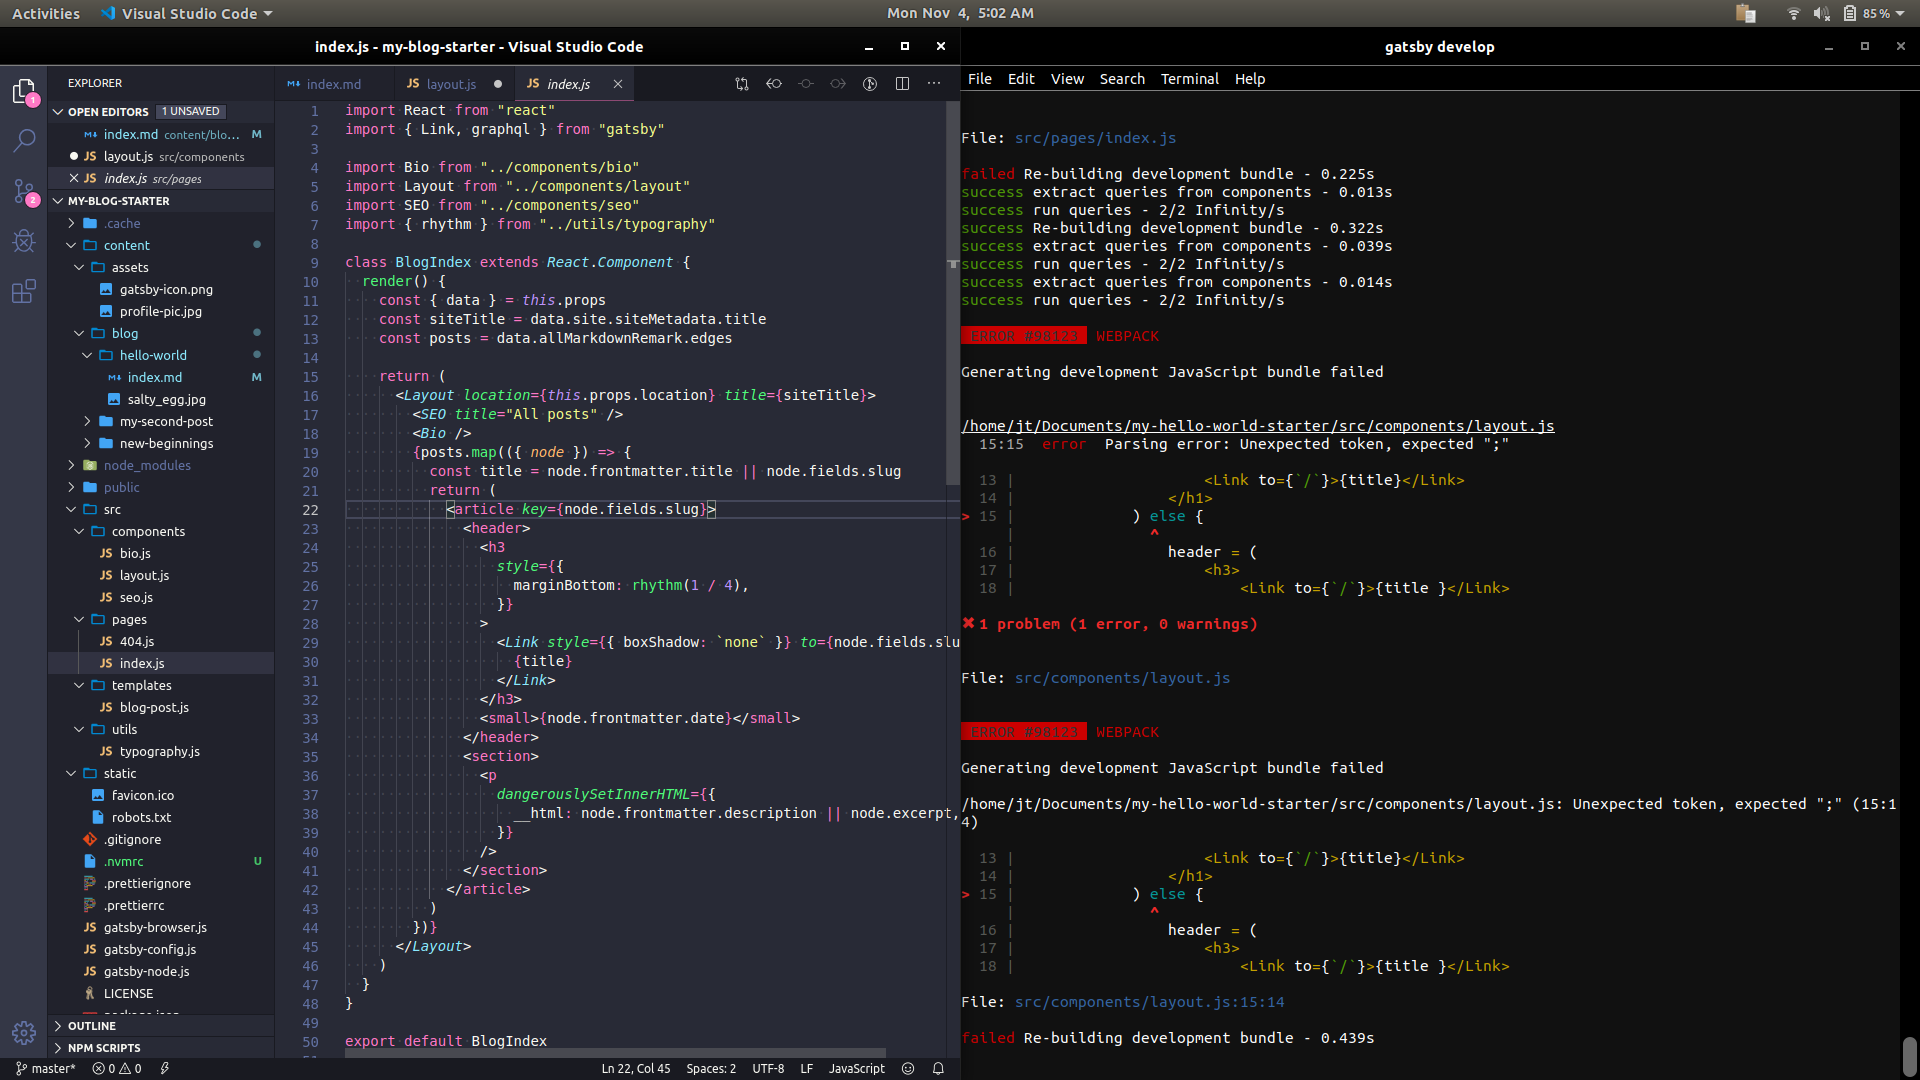 Activities
Visual Studio Code
Mon Nov 4, 5:02 AM
85 %
index.js - my-blog-starter - Visual Studio Code
gatsby develop
EXPLORER
OPEN EDITORS 1 UNSAVED
index.md content/blo... M
layout.js src/components
index.js src/pages
MY-BLOG-STARTER
.cache
content
assets
gatsby-icon.png
profile-pic.jpg
blog
hello-world
index.md M
salty_egg.jpg
my-second-post
new-beginnings
node_modules
public
src
components
bio.js
layout.js
seo.js
pages
404.js
index.js
templates
blog-post.js
utils
typography.js
static
favicon.ico
robots.txt
.gitignore
.nvmrc U
.prettierignore
.prettierrc
gatsby-browser.js
gatsby-config.js
gatsby-node.js
LICENSE
OUTLINE
NPM SCRIPTS
index.md
layout.js
index.js
1 import React from "react"
2 import { Link, graphql } from "gatsby"
3
4 import Bio from "../components/bio"
5 import Layout from "../components/layout"
6 import SEO from "../components/seo"
7 import { rhythm } from "../utils/typography"
8
9 class BlogIndex extends React.Component {
10 render() {
11 const { data } = this.props
12 const siteTitle = data.site.siteMetadata.title
13 const posts = data.allMarkdownRemark.edges
14
15 return (
16 <Layout location={this.props.location} title={siteTitle}>
17 <SEO title="All posts" />
18 <Bio />
19 {posts.map(({ node }) => {
20 const title = node.frontmatter.title || node.fields.slug
21 return (
22 <article key={node.fields.slug}>
23 <header>
24 <h3
25 style={{
26 marginBottom: rhythm(1 / 4),
27 }}
28 >
29 <Link style={{ boxShadow: `none` }} to={node.fields.slu
30 {title}
31 </Link>
32 </h3>
33 <small>{node.frontmatter.date}</small>
34 </header>
35 <section>
36 <p
37 dangerouslySetInnerHTML={{
38 __html: node.frontmatter.description || node.excerpt,
39 }}
40 />
41 </section>
42 </article>
43 )
44 })}
45 </Layout>
46 )
47 }
48 }
49
50 export default BlogIndex
master* 0 0
Ln 22, Col 45 Spaces: 2 UTF-8 LF JavaScript
File Edit View Search Terminal Help
File: src/pages/index.js
failed Re-building development bundle - 0.225s
success extract queries from components - 0.013s
success run queries - 2/2 Infinity/s
success Re-building development bundle - 0.322s
success extract queries from components - 0.039s
success run queries - 2/2 Infinity/s
success extract queries from components - 0.014s
success run queries - 2/2 Infinity/s
ERROR #98123 WEBPACK
Generating development JavaScript bundle failed
/home/jt/Documents/my-hello-world-starter/src/components/layout.js
15:15 error Parsing error: Unexpected token, expected ";"
13 | <Link to={`/`}>{title}</Link>
14 | </h1>
> 15 | ) else {
| ^
16 | header = (
17 | <h3>
18 | <Link to={`/`}>{title }</Link>
✖ 1 problem (1 error, 0 warnings)
File: src/components/layout.js
ERROR #98123 WEBPACK
Generating development JavaScript bundle failed
/home/jt/Documents/my-hello-world-starter/src/components/layout.js: Unexpected token, expected ";" (15:1
4)
13 | <Link to={`/`}>{title}</Link>
14 | </h1>
> 15 | ) else {
| ^
16 | header = (
17 | <h3>
18 | <Link to={`/`}>{title }</Link>
File: src/components/layout.js:15:14
failed Re-building development bundle - 0.439s